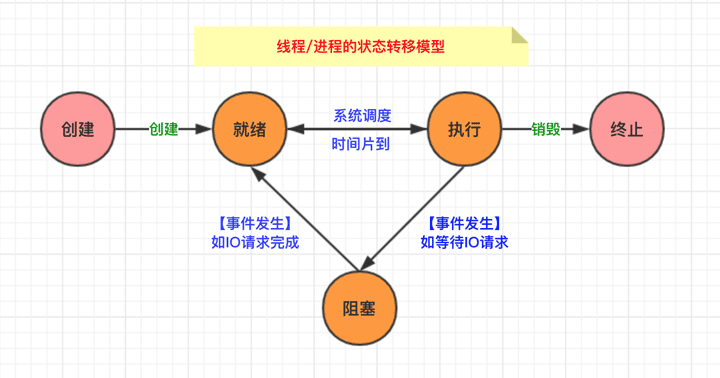 线程/进程的状态转移模型
创建
创建
就绪
系统调度
时间片到
执行
销毁
终止
【事件发生】
如IO请求完成
【事件发生】
如等待IO请求
阻塞